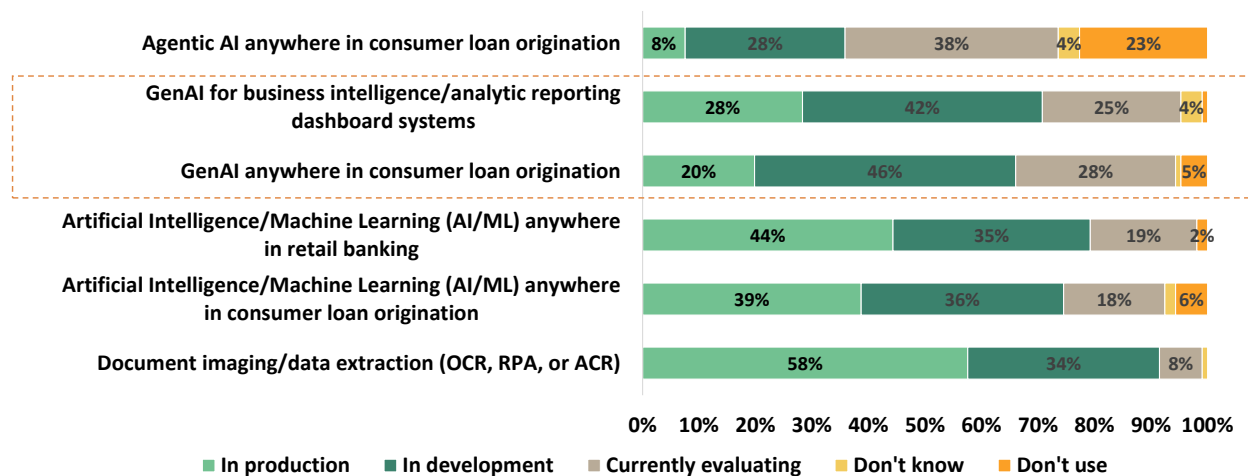 Agentic AI anywhere in consumer loan origination
8% 28% 38% 4% 23%
GenAI for business intelligence/analytic reporting
dashboard systems
28% 42% 25% 4%
GenAI anywhere in consumer loan origination
20% 46% 28% 5%
Artificial Intelligence/Machine Learning (AI/ML) anywhere
in retail banking
44% 35% 19% 2%
Artificial Intelligence/Machine Learning (AI/ML) anywhere
in consumer loan origination
39% 36% 18% 6%
Document imaging/data extraction (OCR, RPA, or ACR)
58% 34% 8%
0% 10% 20% 30% 40% 50% 60% 70% 80% 90% 100%
In production In development Currently evaluating Don't know Don't use